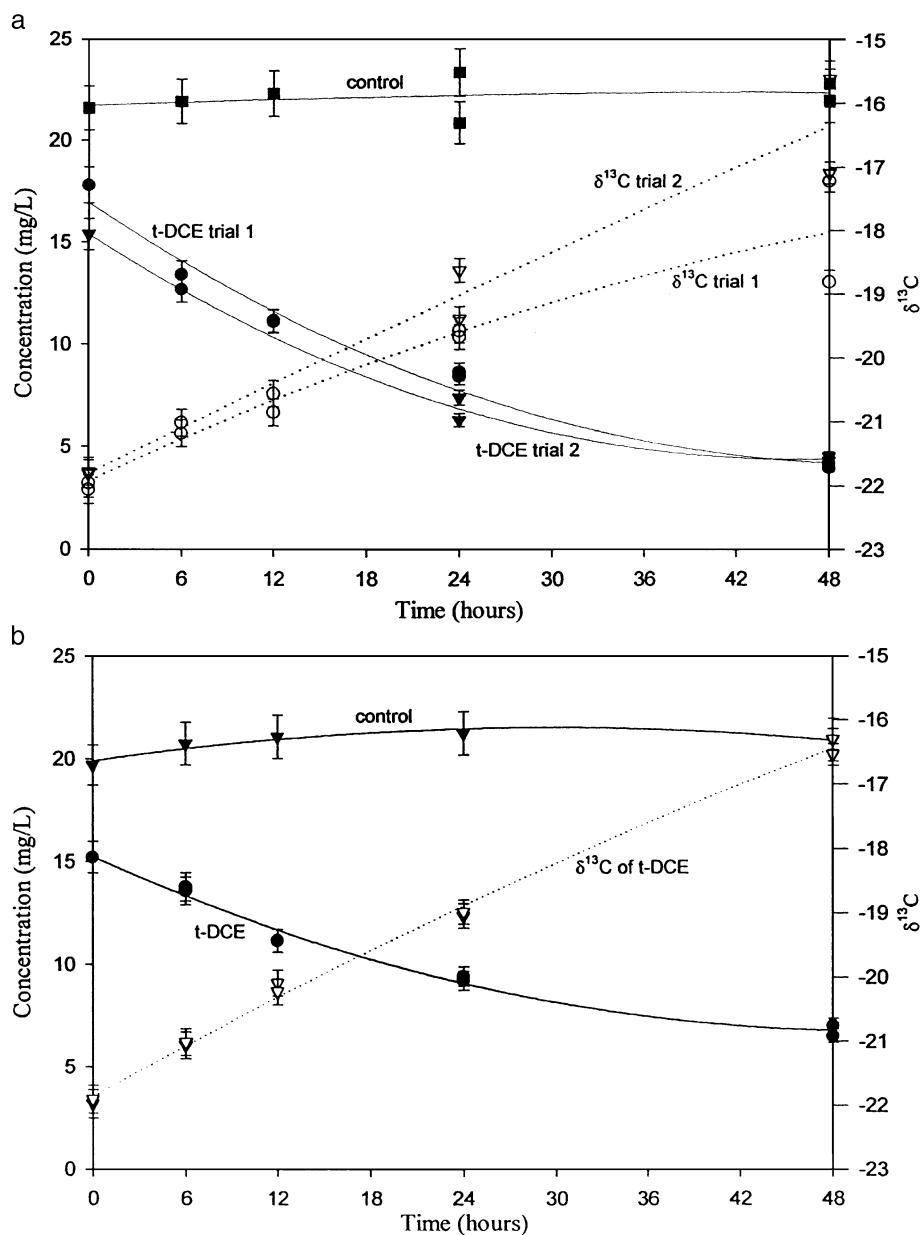 a
25
20
15
10
5
0
Concentration (mg/L)
-15
-16
-17
-18
-19
-20
-21
-22
-23
δ¹³C
control
t-DCE trial 1
δ¹³C trial 2
δ¹³C trial 1
t-DCE trial 2
0 6 12 18 24 30 36 42 48
Time (hours)
b
25
20
15
10
5
0
Concentration (mg/L)
-15
-16
-17
-18
-19
-20
-21
-22
-23
δ¹³C
control
δ¹³C of t-DCE
t-DCE
0 6 12 18 24 30 36 42 48
Time (hours)